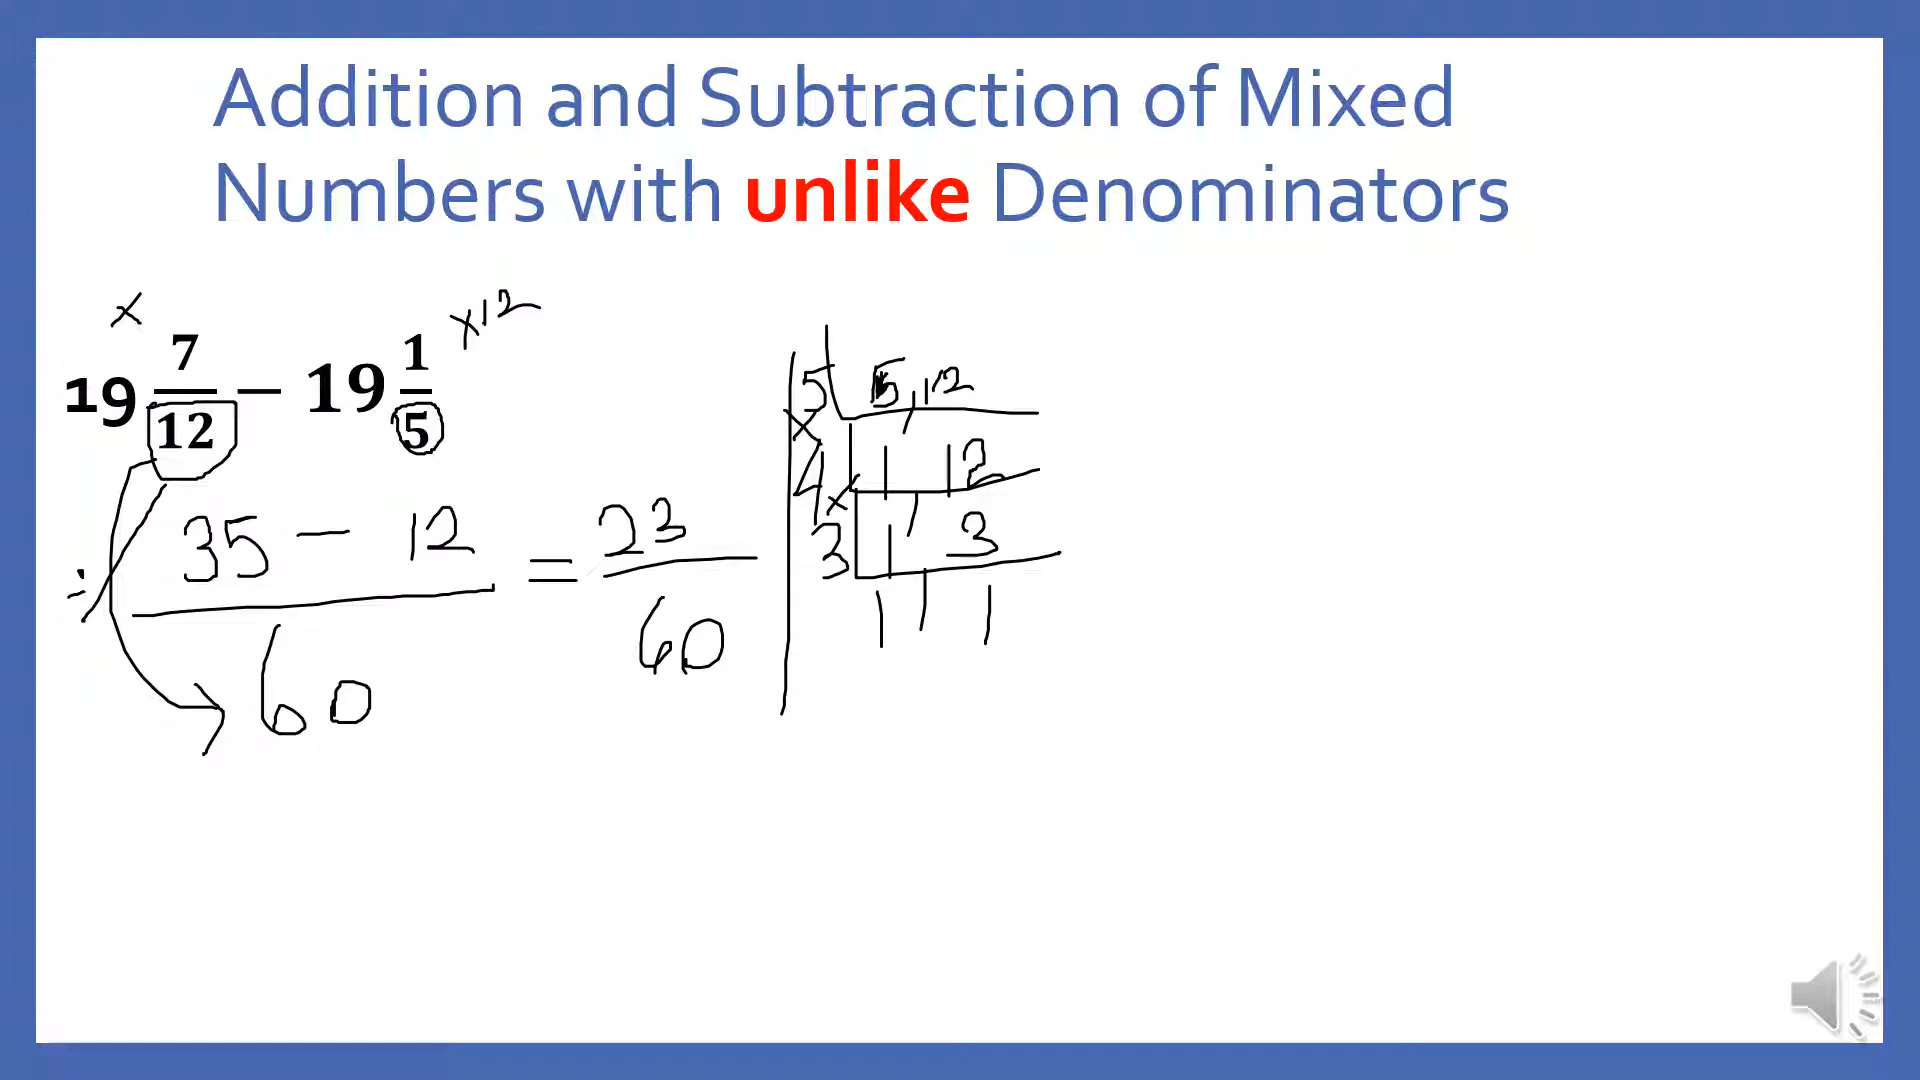 Addition and Subtraction of Mixed
Numbers with unlike Denominators
x x12
19 7/12 – 19 1/5
35 – 12 = 23
60 60
5 5, 12
x
4 1 12
x ,
3 1 3
1 1 1